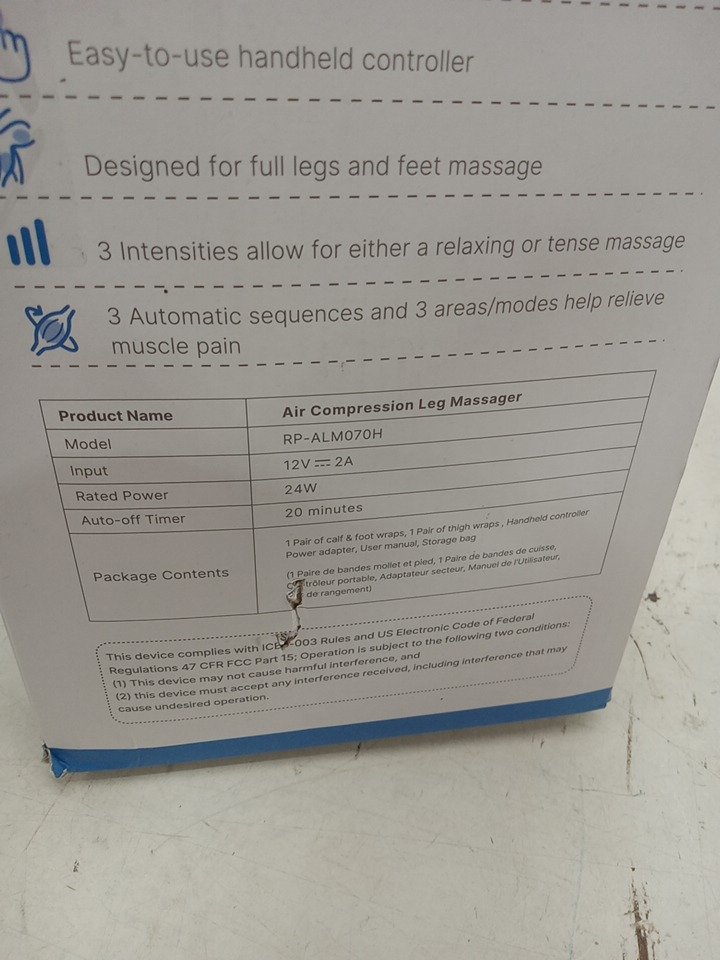 Easy-to-use handheld controller
Designed for full legs and feet massage
3 Intensities allow for either a relaxing or tense massage
3 Automatic sequences and 3 areas/modes help relieve
muscle pain
Product Name Air Compression Leg Massager
Model RP-ALM070H
Input 12V ⎓ 2A
Rated Power 24W
Auto-off Timer 20 minutes
Package Contents
1 Pair of calf & foot wraps, 1 Pair of thigh wraps , Handheld controller
Power adapter, User manual, Storage bag
(1 Paire de bandes mollet et pied, 1 Paire de bandes de cuisse,
portable, Adaptateur secteur, Manuel de l'Utilisateur,
de rangement)
This device complies with -003 Rules and US Electronic Code of Federal
Regulations 47 CFR FCC Part 15; Operation is subject to the following two conditions:
(1) This device may not cause harmful interference, and
(2) this device must accept any interference received, including interference that may
cause undesired operation.